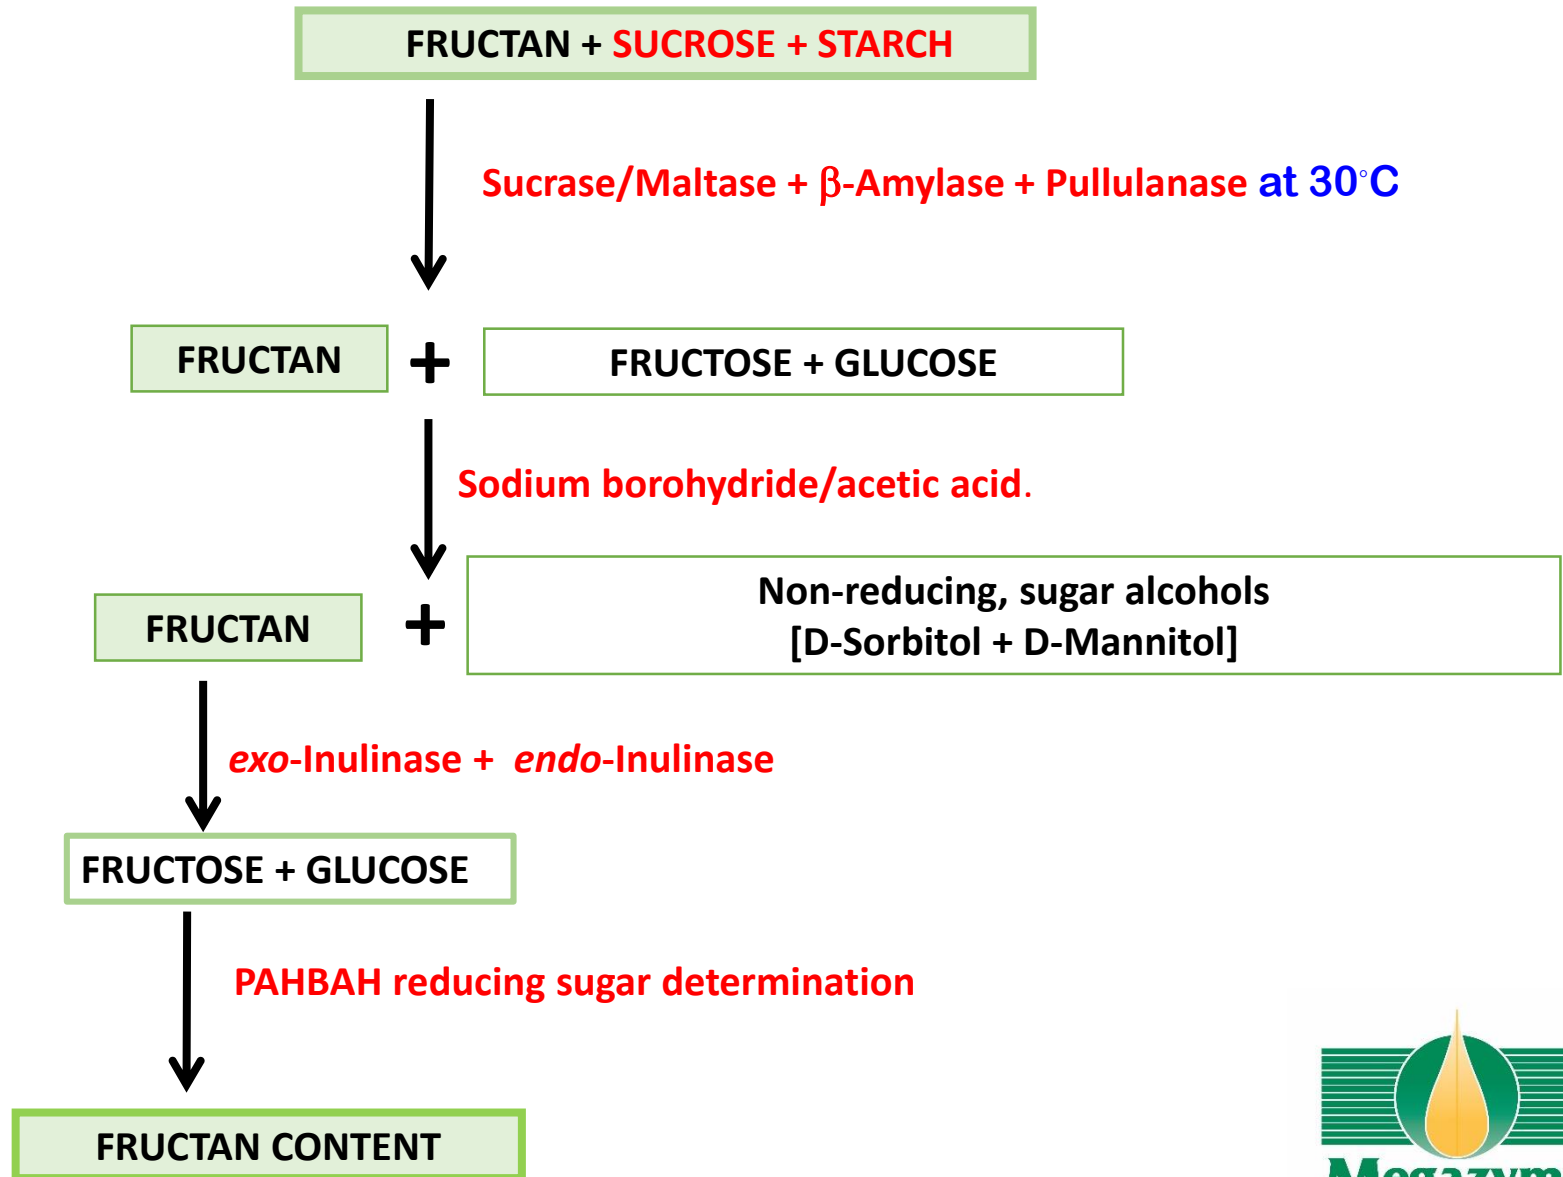 FRUCTAN + SUCROSE + STARCH
Sucrase/Maltase + β-Amylase + Pullulanase at 30°C
FRUCTAN + FRUCTOSE + GLUCOSE
Sodium borohydride/acetic acid.
Non-reducing, sugar alcohols
FRUCTAN +
[D-Sorbitol + D-Mannitol]
exo-Inulinase + endo-Inulinase
FRUCTOSE + GLUCOSE
PAHBAH reducing sugar determination
FRUCTAN CONTENT